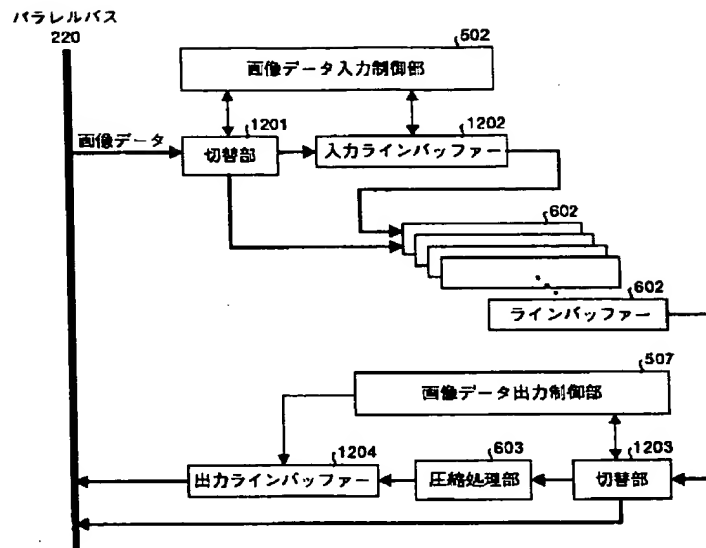 パラレルバス
220
502
画像データ入力制御部
画像データ
1201
切替部
1202
入力ラインバッファー
602
602
ラインバッファー
507
画像データ出力制御部
1204
出力ラインバッファー
603
圧縮処理部
1203
切替部